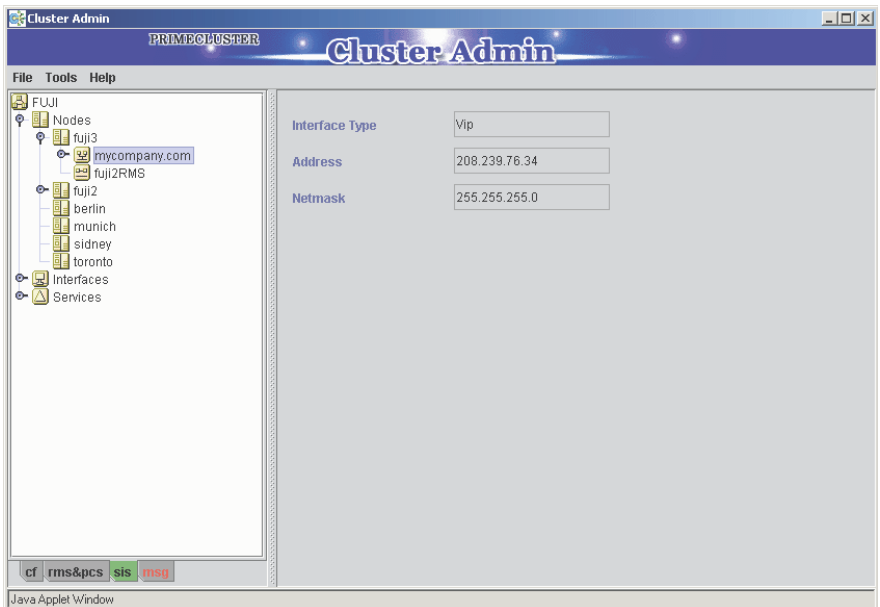 Cluster Admin
PRIMECLUSTER
Cluster Admin
File Tools Help
FUJI
Nodes
fuji3
mycompany.com
fuji2RMS
fuji2
berlin
munich
sidney
toronto
Interfaces
Services
Interface Type Vip
Address 208.239.76.34
Netmask 255.255.255.0
cf rms&pcs sis msg
Java Applet Window